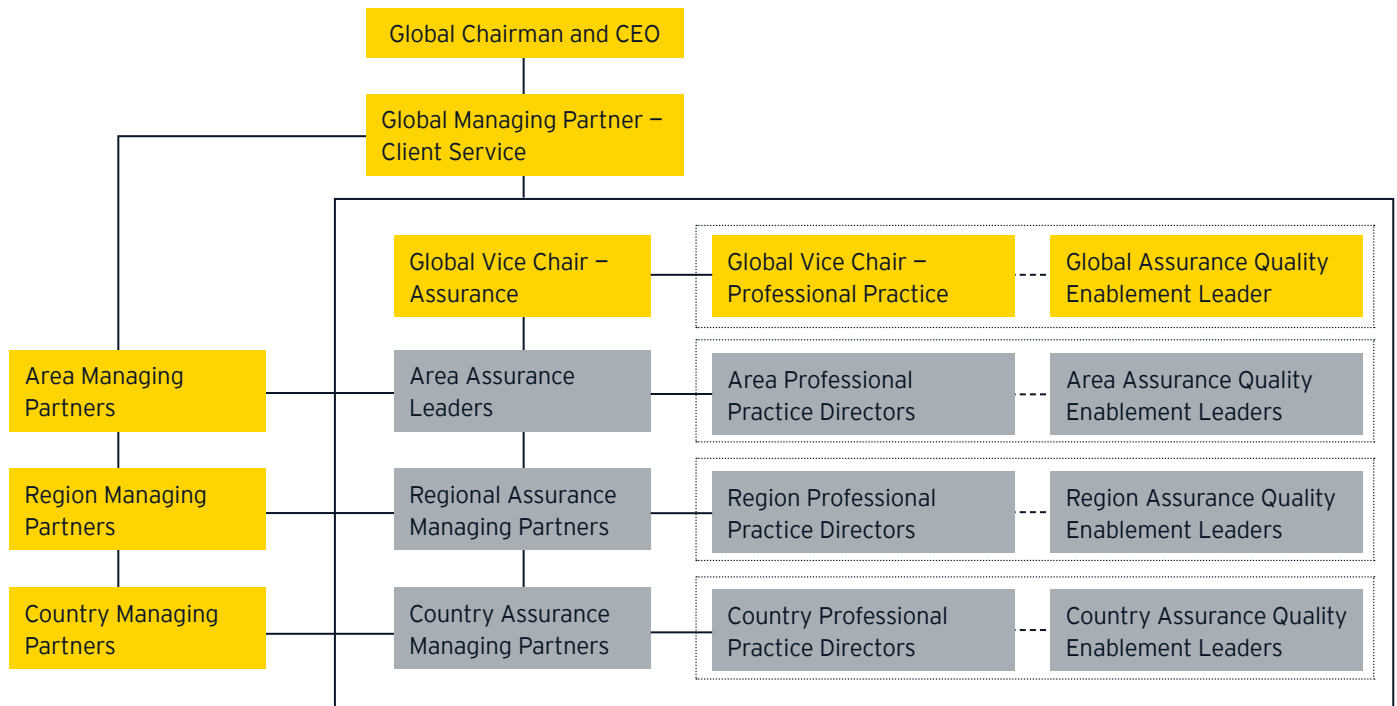 Global Chairman and CEO
Global Managing Partner –
Client Service
Global Vice Chair –
Assurance
Global Vice Chair –
Professional Practice
Global Assurance Quality
Enablement Leader
Area Managing
Partners
Area Assurance
Leaders
Area Professional
Practice Directors
Area Assurance Quality
Enablement Leaders
Region Managing
Partners
Regional Assurance
Managing Partners
Region Professional
Practice Directors
Region Assurance Quality
Enablement Leaders
Country Managing
Partners
Country Assurance
Managing Partners
Country Professional
Practice Directors
Country Assurance Quality
Enablement Leaders